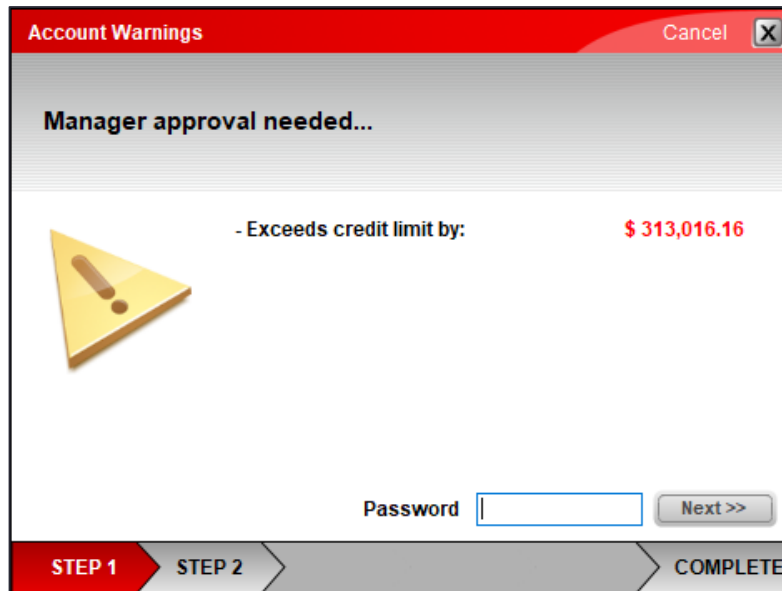 Account Warnings Cancel X
Manager approval needed...
- Exceeds credit limit by: $ 313,016.16
Password Next >>
STEP 1 STEP 2 COMPLETE